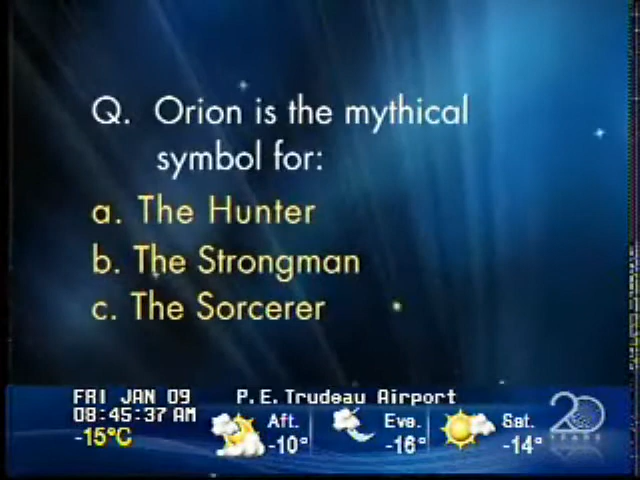 Q. Orion is the mythical
symbol for:
a. The Hunter
b. The Strongman
c. The Sorcerer
FRI JAN 09
08:45:37 AM
-15°C
P.E. Trudeau Airport
Aft.
-10°
Eve.
-16°
Sat.
-14°
20
YEARS